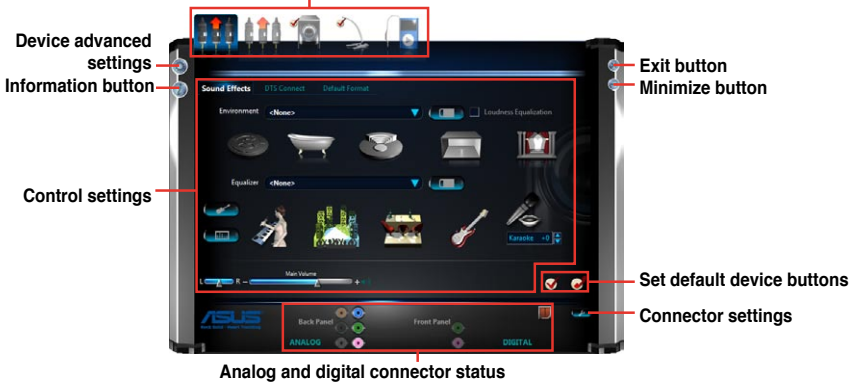 Device advanced
settings
Information button
Control settings
Exit button
Minimize button
Set default device buttons
Connector settings
Analog and digital connector status
Sound Effects DTS Connect Default Format
Environment <None> Loudness Equalization
Equalizer <None>
Karaoke +0
Main Volume
L R - +
ASUS
Back Panel Front Panel
ANALOG DIGITAL